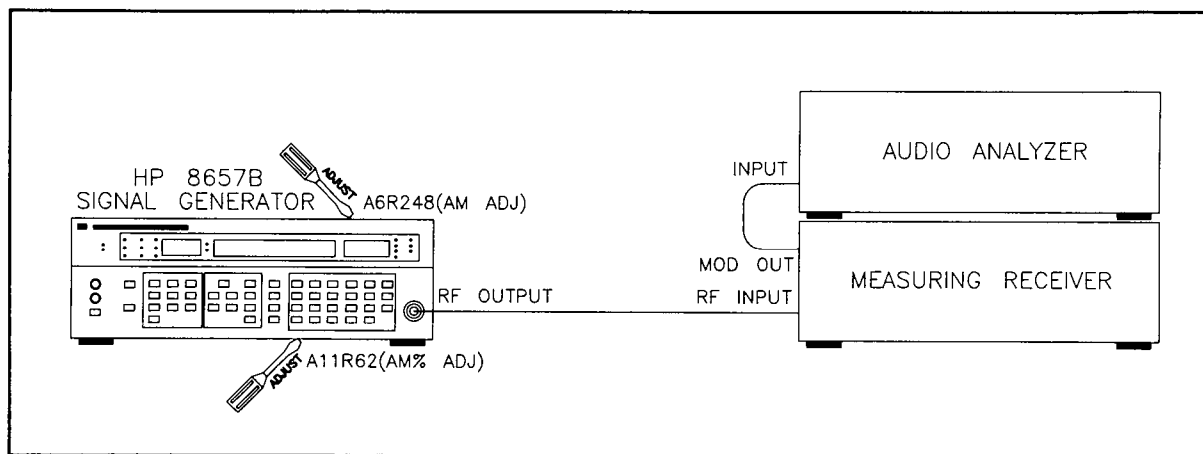 HP 8657B
SIGNAL GENERATOR
ADJUST
A6R248(AM ADJ)
RF OUTPUT
ADJUST
A11R62(AM% ADJ)
INPUT
AUDIO ANALYZER
MOD OUT
RF INPUT
MEASURING RECEIVER